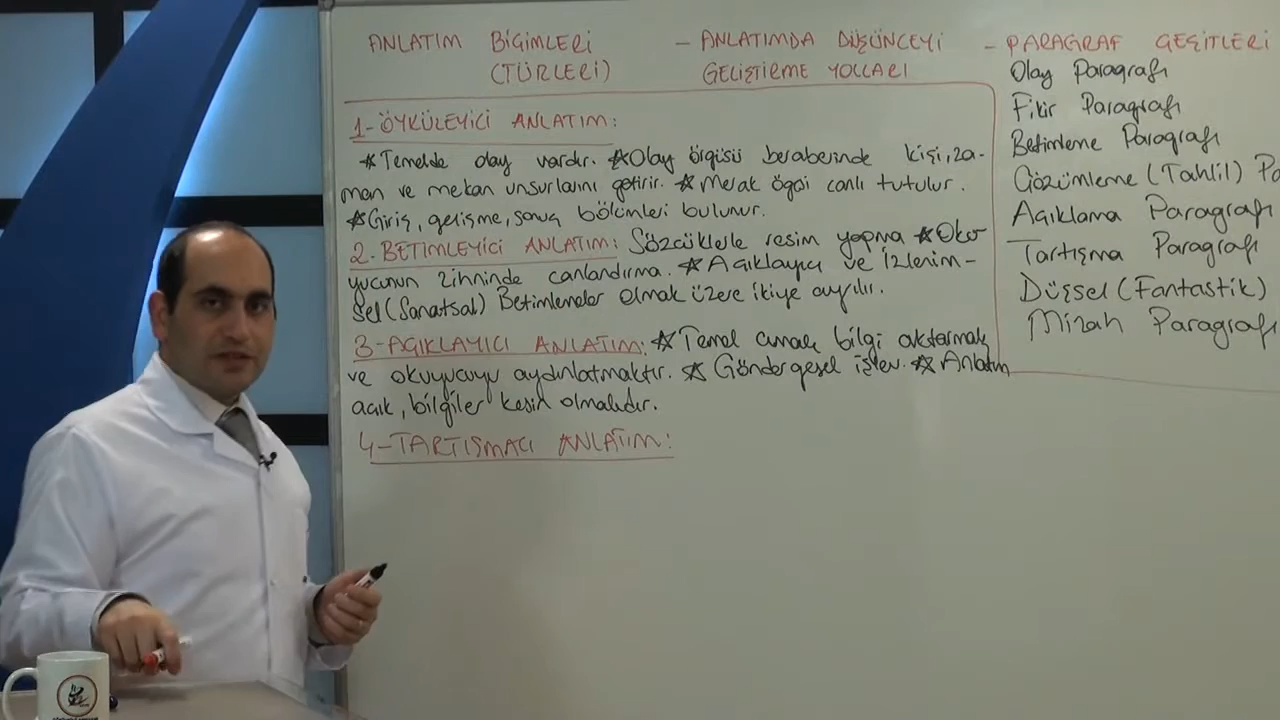 ANLATIM BİÇİMLERİ
(TÜRLERİ)
- ANLATIMDA DÜŞÜNCEYİ
GELİŞTİRME YOLLARI
- PARAGRAF ÇEŞİTLERİ
1-ÖYKÜLEYİCİ ANLATIM:
* Temelde olay vardır. * Olay örgüsü beraberinde kişi, za-
man ve mekan unsurlarını getirir. * Merak ögesi canlı tutulur.
* Giriş, gelişme, sonuç bölümleri bulunur.
2. BETİMLEYİCİ ANLATIM: Sözcüklerle resim yapma * Oku-
yucunun zihninde canlandırma. * Açıklayıcı ve İzlenim-
sel (Sanatsal) Betimlemeler olmak üzere ikiye ayrılır.
3-AÇIKLAYICI ANLATIM: * Temel amaç bilgi aktarmak
ve okuyucuyu aydınlatmaktır. * Göndergesel işlev. * Anlatım
açık, bilgiler kesin olmalıdır.
4-TARTIŞMACI ANLATIM:
Olay Paragrafı
Fikir Paragrafı
Betimleme Paragrafı
Çözümleme (Tahlil) Pa
Açıklama Paragrafı
Tartışma Paragrafı
Düşsel (Fantastik)
Mizah Paragrafı